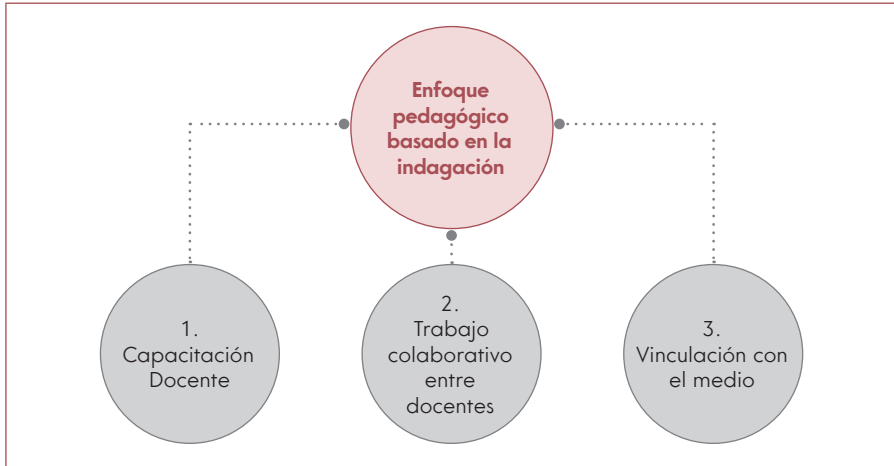 Enfoque
pedagógico
basado en la
indagación
1.
Capacitación
Docente
2.
Trabajo
colaborativo
entre
docentes
3.
Vinculación con
el medio